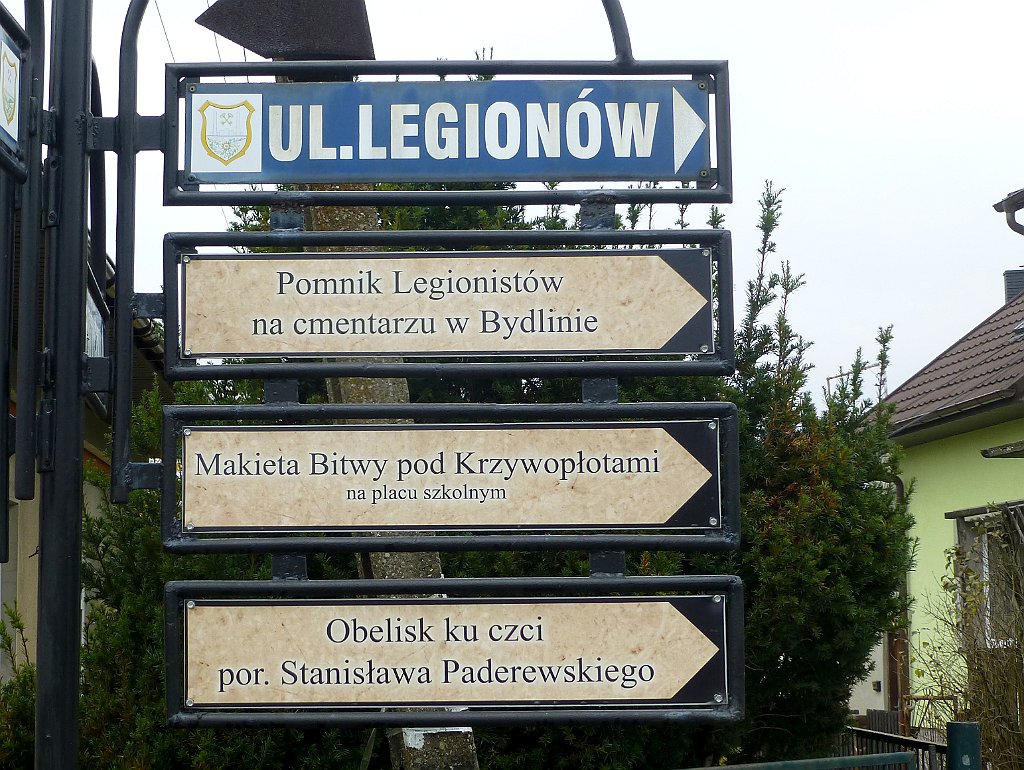 UL.LEGIONÓW
Pomnik Legionistów
na cmentarzu w Bydlinie
Makieta Bitwy pod Krzywopłotami
na placu szkolnym
Obelisk ku czci
por. Stanisława Paderewskiego